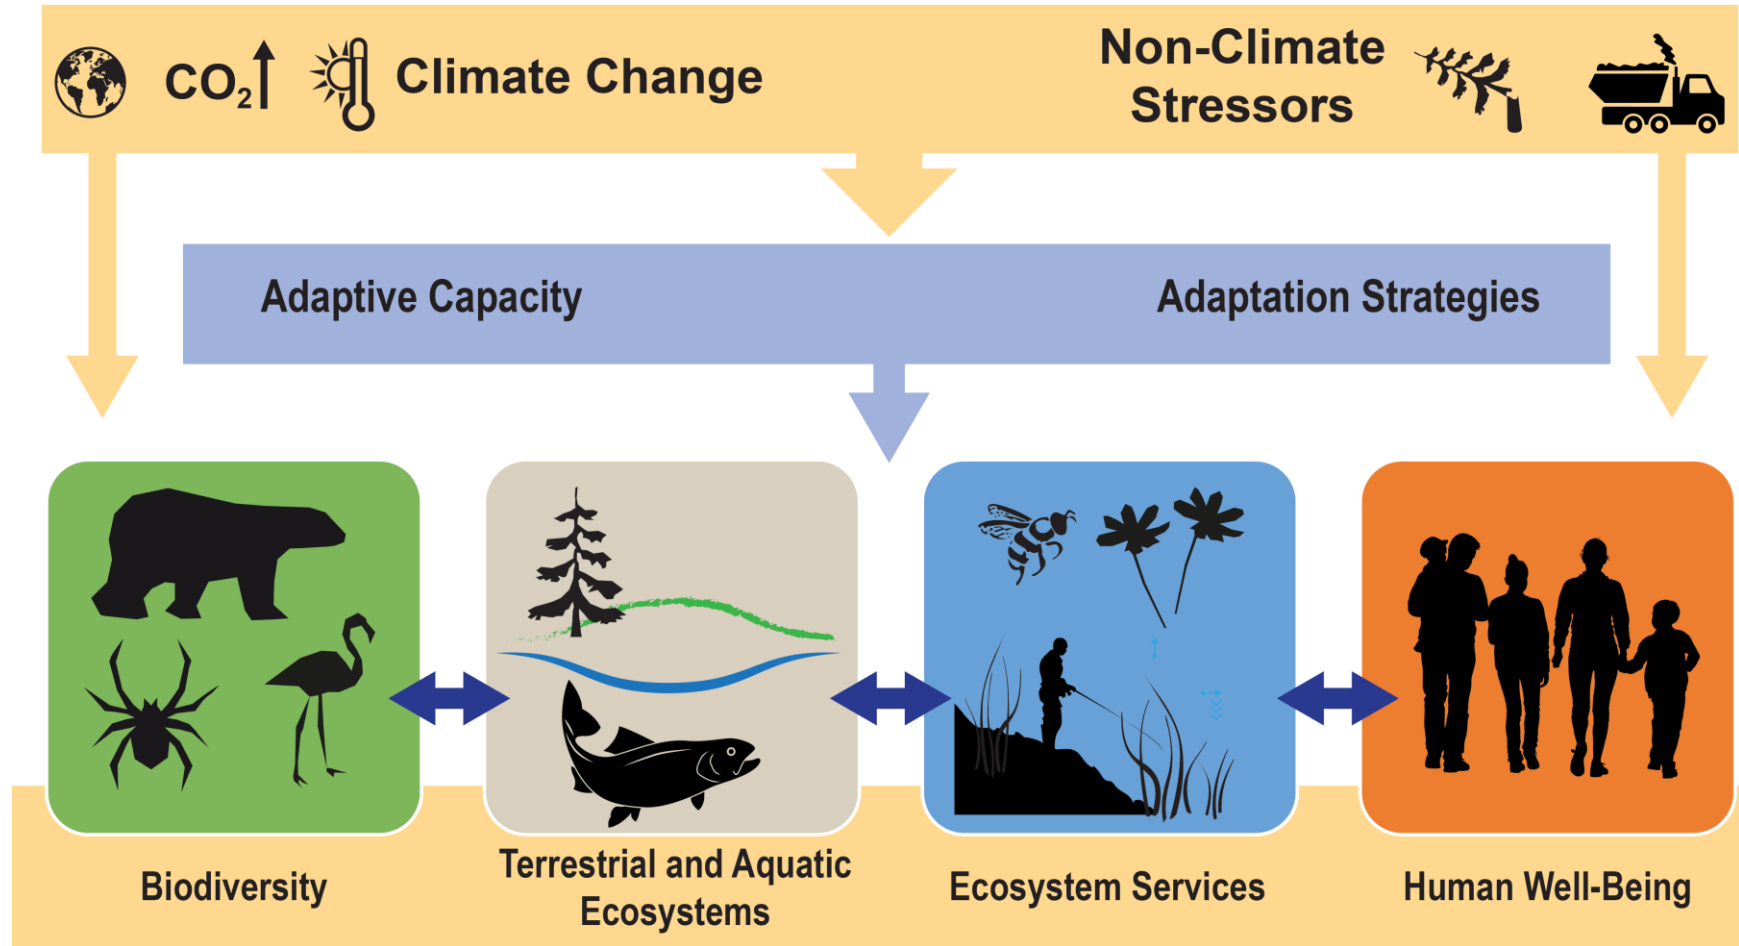 CO₂
Climate Change
Non-Climate
Stressors
Adaptive Capacity
Adaptation Strategies
Biodiversity
Terrestrial and Aquatic
Ecosystems
Ecosystem Services
Human Well-Being